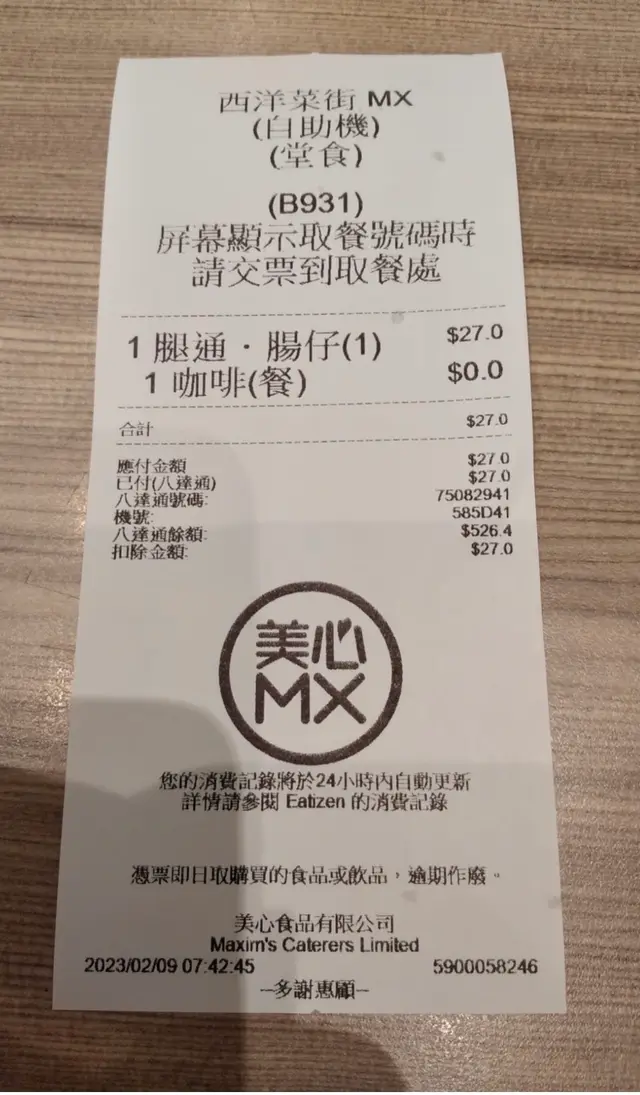 西洋菜街 MX
(自助機)
(堂食)
(B931)
屏幕顯示取餐號碼時
請交票到取餐處
1 腿通．腸仔(1) $27.0
1 咖啡(餐) $0.0
合計 $27.0
應付金額 $27.0
已付(八達通) $27.0
八達通號碼: 75082941
機號: 585D41
八達通餘額: $526.4
扣除金額: $27.0
美心
MX
您的消費記錄將於24小時內自動更新
詳情請參閱 Eatizen 的消費記錄
憑票即日取購買的食品或飲品，逾期作廢。
美心食品有限公司
Maxim's Caterers Limited
2023/02/09 07:42:45 5900058246
--多謝惠顧--